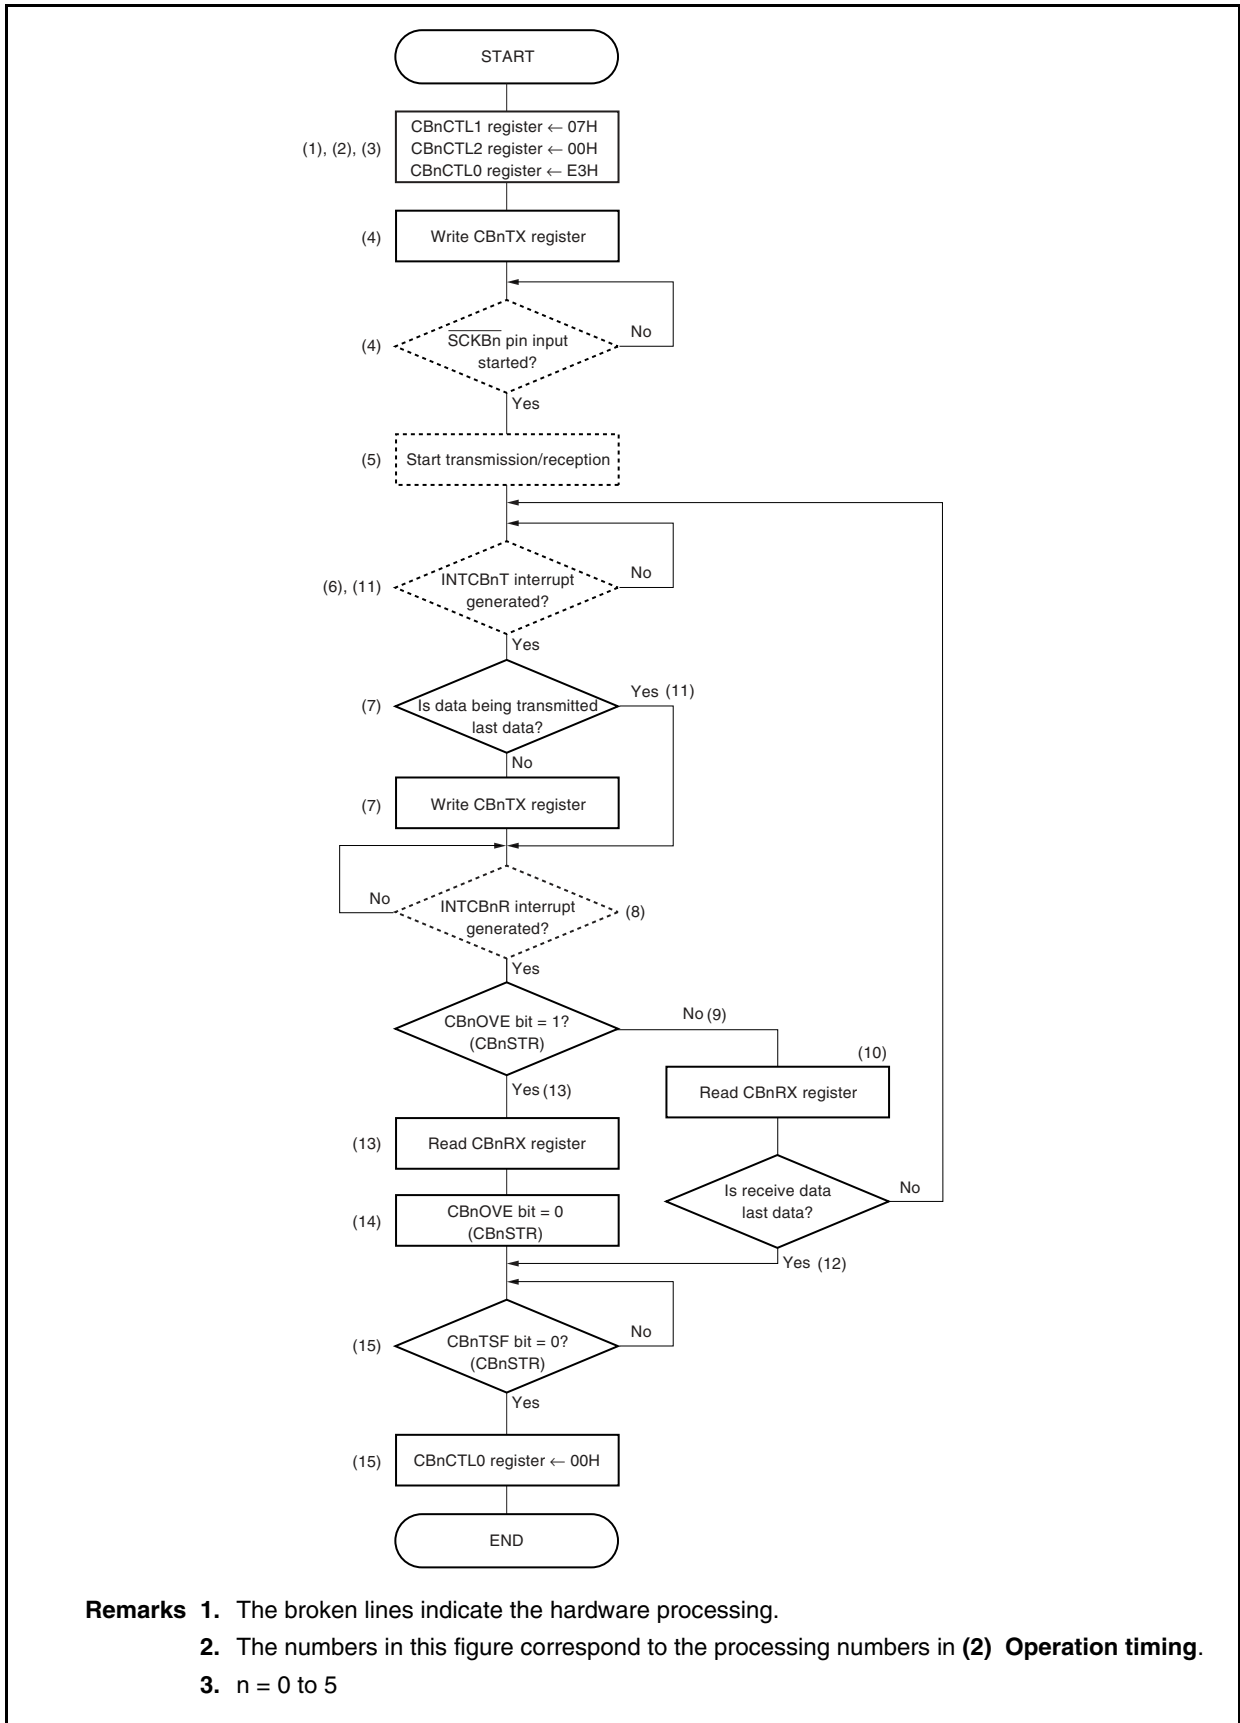 START
CBnCTL1 register ← 07H
(1), (2), (3)
CBnCTL2 register ← 00H
CBnCTL0 register ← E3H
(4)
Write CBnTX register
(4)
SCKBn pin input
started?
No
Yes
(5)
Start transmission/reception
(6), (11)
INTCBnT interrupt
generated?
No
Yes
(7)
Is data being transmitted
last data?
Yes (11)
No
(7)
Write CBnTX register
No
INTCBnR interrupt
generated?
(8)
Yes
CBnOVE bit = 1?
(CBnSTR)
No (9)
(10)
Read CBnRX register
Yes (13)
(13)
Read CBnRX register
Is receive data
last data?
No
(14)
CBnOVE bit = 0
(CBnSTR)
Yes (12)
(15)
CBnTSF bit = 0?
(CBnSTR)
No
Yes
(15)
CBnCTL0 register ← 00H
END
Remarks 1. The broken lines indicate the hardware processing.
2. The numbers in this figure correspond to the processing numbers in (2) Operation timing.
3. n = 0 to 5